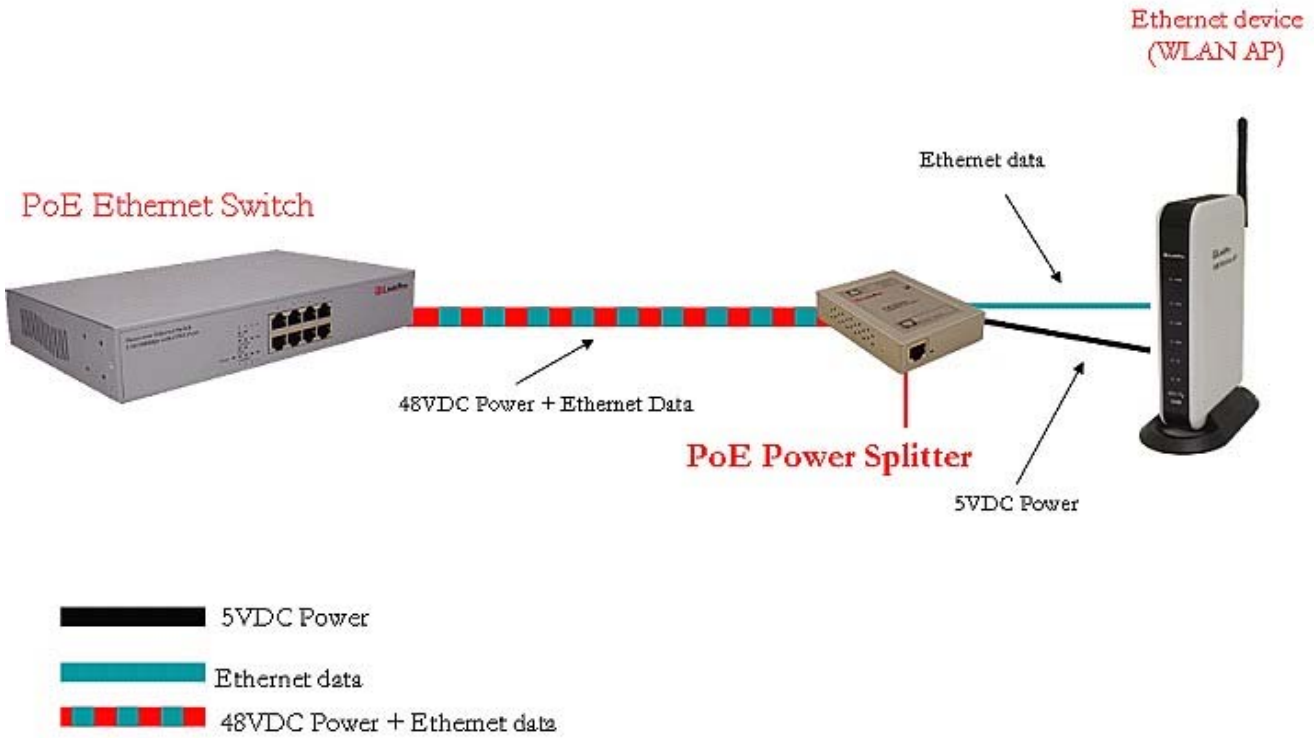 Ethernet device
(WLAN AP)
Ethernet data
PoE Ethernet Switch
48VDC Power + Ethernet Data
PoE Power Splitter
5VDC Power
5VDC Power
Ethernet data
48VDC Power + Ethernet data